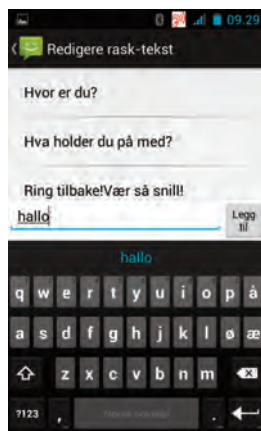 09.29
Redigere rask-tekst
Hvor er du?
Hva holder du på med?
Ring tilbake!Vær så snill!
hallo
Legg
til
hallo
q w e r t y u i o p å
a s d f g h j k l ø æ
z x c v b n m
?123 , .